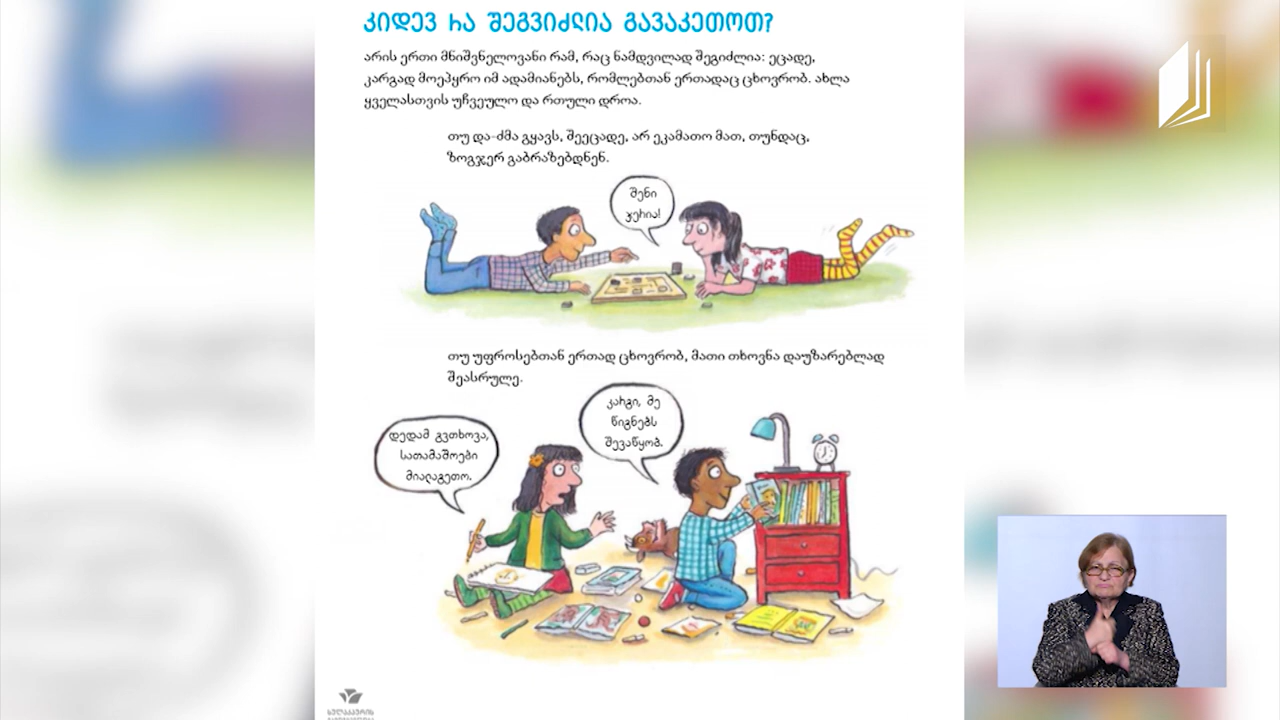 კიდევ რა შეგვიძლია გავაკეთოთ?
არის ერთი მნიშვნელოვანი რამ, რაც ნამდვილად შეგიძლია: ეცადე,
კარგად მოეპყრო იმ ადამიანებს, რომლებთან ერთადაც ცხოვრობ. ახლა
ყველასთვის უჩვეულო და რთული დროა.
თუ და-ძმა გყავს, შეეცადე, არ ეკამათო მათ, თუნდაც,
ზოგჯერ გაბრაზებდნენ.
შენი
ჯერია!
თუ უფროსებთან ერთად ცხოვრობ, მათი თხოვნა დაუზარებლად
შეასრულე.
დედამ გვთხოვა,
სათამაშოები
მიალაგეთო.
კარგი, მე
წიგნებს
შევაწყობ.